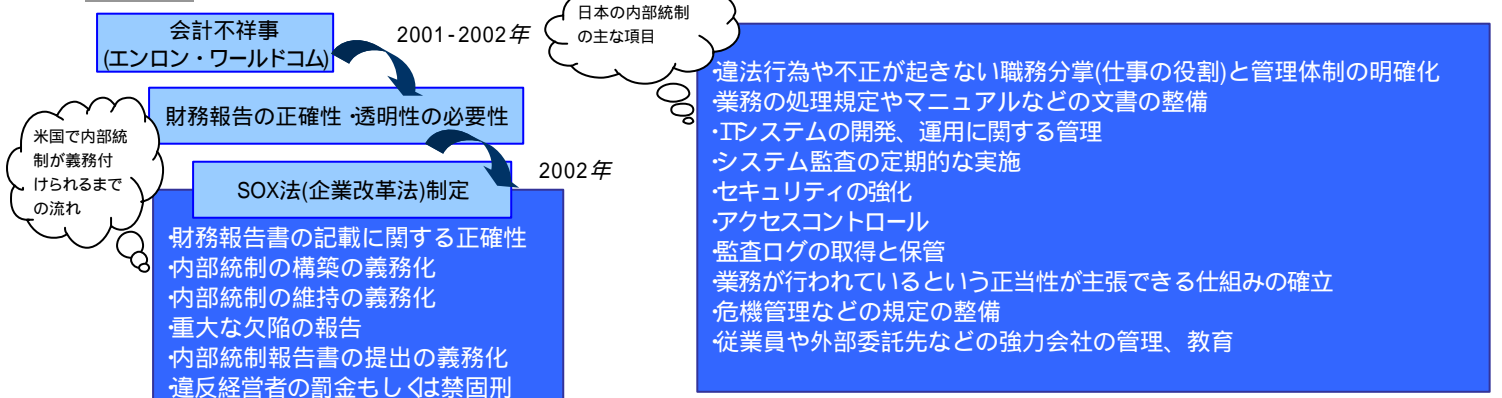 会計不祥事
(エンロン・ワールドコム)
2001-2002年
財務報告の正確性・透明性の必要性
米国で内部統
制が義務付
けられるまで
の流れ
2002年
SOX法(企業改革法)制定
・財務報告書の記載に関する正確性
・内部統制の構築の義務化
・内部統制の維持の義務化
・重大な欠陥の報告
・内部統制報告書の提出の義務化
・違反経営者の罰金もしくは禁固刑
日本の内部統制
の主な項目
・違法行為や不正が起きない職務分掌(仕事の役割)と管理体制の明確化
・業務の処理規定やマニュアルなどの文書の整備
・ITシステムの開発、運用に関する管理
・システム監査の定期的な実施
・セキュリティの強化
・アクセスコントロール
・監査ログの取得と保管
・業務が行われているという正当性が主張できる仕組みの確立
・危機管理などの規定の整備
・従業員や外部委託先などの強力会社の管理、教育